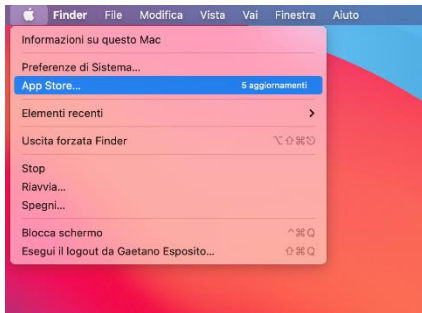 Finder File Modifica Vista Vai Finestra Aiuto
Informazioni su questo Mac
Preferenze di Sistema...
App Store... 5 aggiornamenti
Elementi recenti
Uscita forzata Finder ⌥⇧⌘⎋
Stop
Riavvia...
Spegni...
Blocca schermo ^⌘Q
Esegui il logout da Gaetano Esposito... ⇧⌘Q